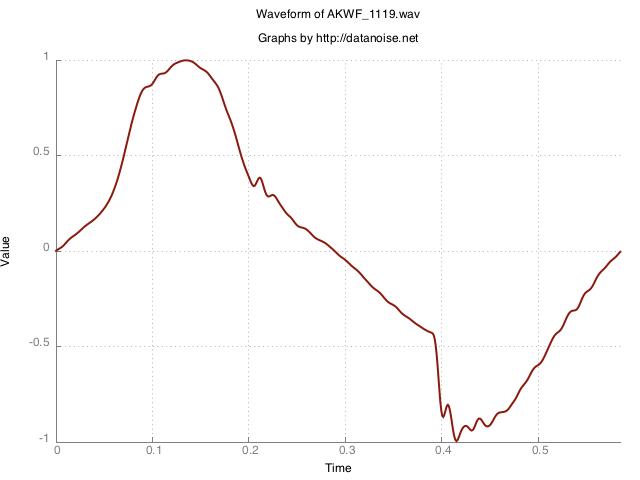 Waveform of AKWF_1119.wav
Graphs by http://datanoise.net
1
0.5
0
-0.5
-1
Value
0
0.1
0.2
0.3
0.4
0.5
Time